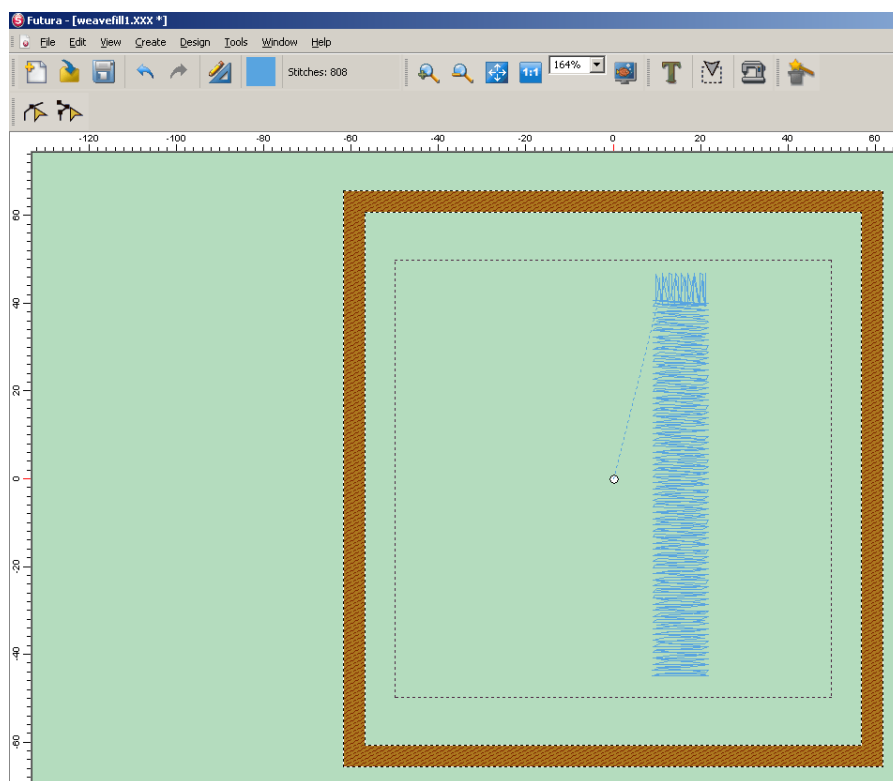 Futura - [weavefill1.XXX *]
File Edit View Create Design Tools Window Help
Stitches: 808 1:1 164%
-120 -100 -80 -60 -40 -20 0 20 40 60
60
40
20
0
-20
-40
-60